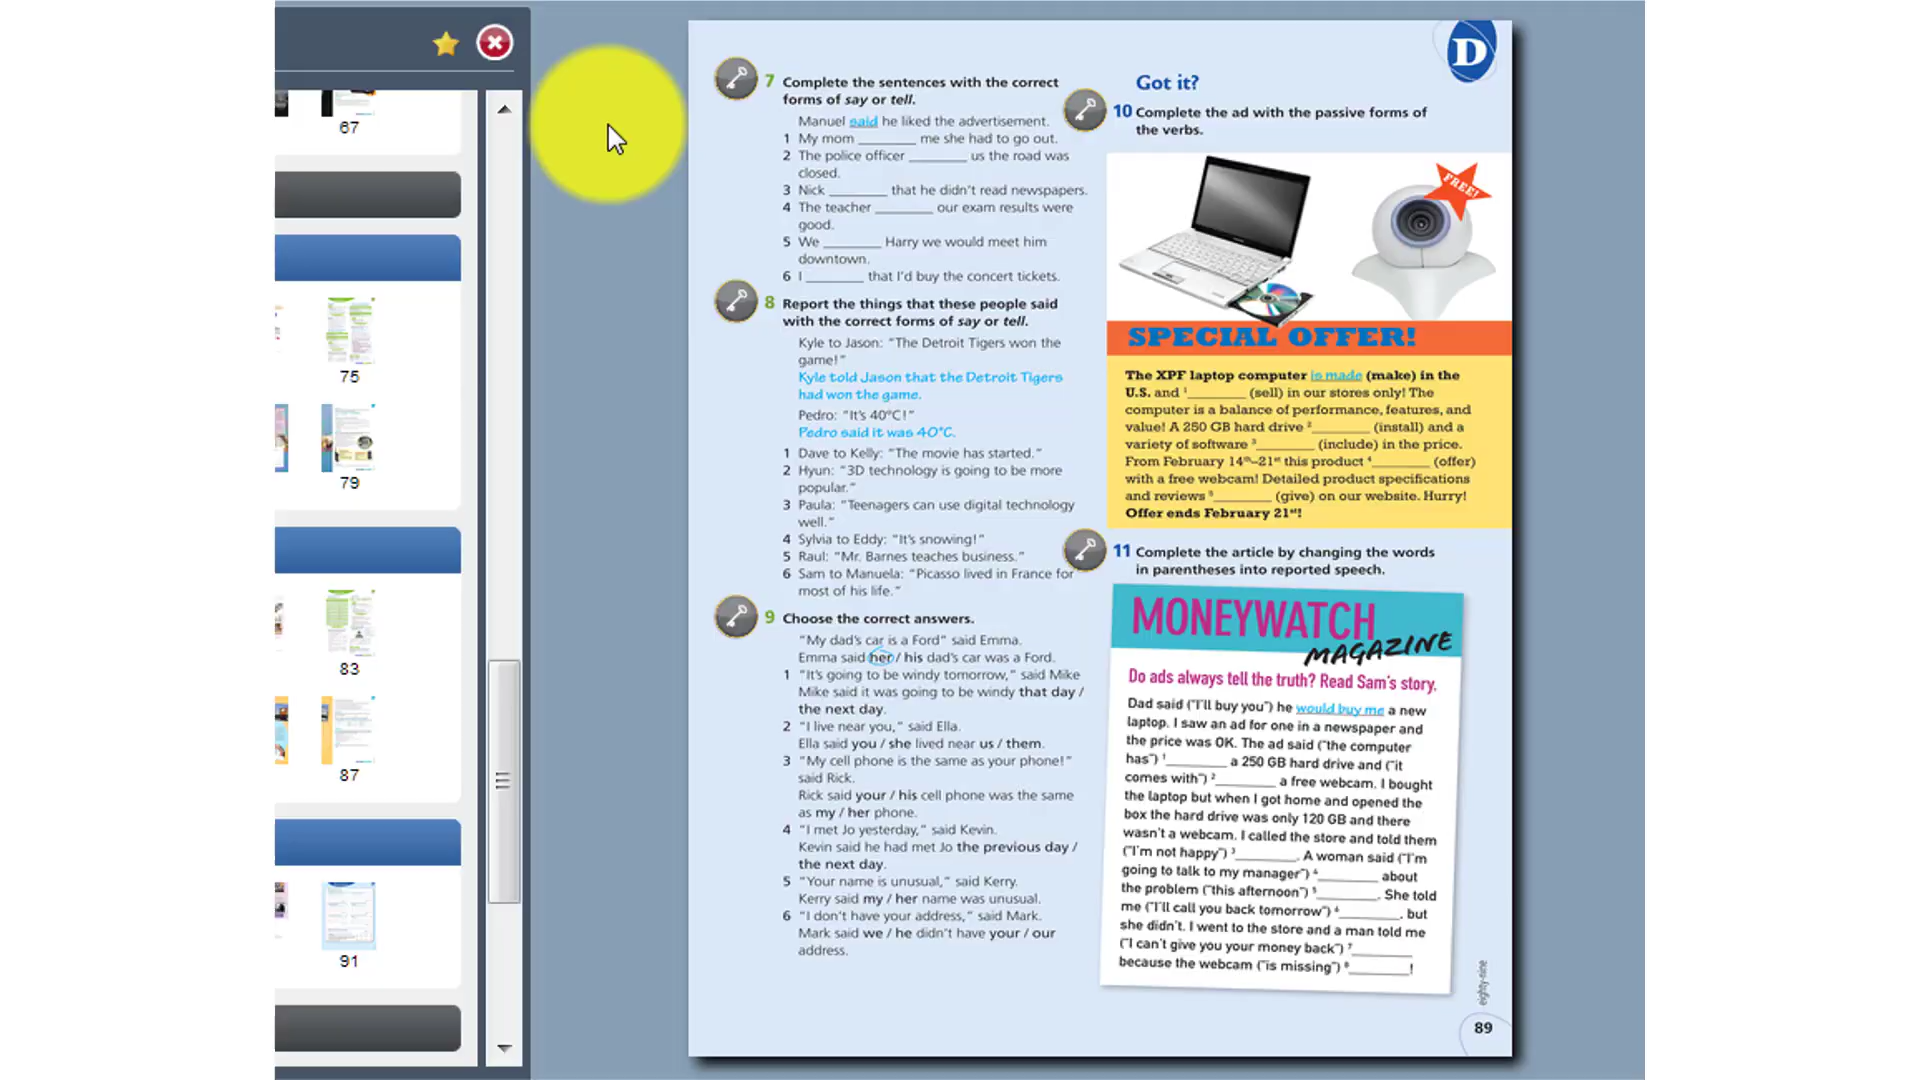 67
75
79
83
87
91
D
7 Complete the sentences with the correct
forms of say or tell.
Manuel said he liked the advertisement.
1 My mom ________ me she had to go out.
2 The police officer ________ us the road was
closed.
3 Nick ________ that he didn't read newspapers.
4 The teacher ________ our exam results were
good.
5 We ________ Harry we would meet him
downtown.
6 I ________ that I'd buy the concert tickets.
8 Report the things that these people said
with the correct forms of say or tell.
Kyle to Jason: "The Detroit Tigers won the
game!"
Kyle told Jason that the Detroit Tigers
had won the game.
Pedro: "It's 40°C!"
Pedro said it was 40°C.
1 Dave to Kelly: "The movie has started."
2 Hyun: "3D technology is going to be more
popular."
3 Paula: "Teenagers can use digital technology
well."
4 Sylvia to Eddy: "It's snowing!"
5 Raul: "Mr. Barnes teaches business."
6 Sam to Manuela: "Picasso lived in France for
most of his life."
9 Choose the correct answers.
"My dad's car is a Ford" said Emma.
Emma said her / his dad's car was a Ford.
1 "It's going to be windy tomorrow," said Mike
Mike said it was going to be windy that day /
the next day.
2 "I live near you," said Ella.
Ella said you / she lived near us / them.
3 "My cell phone is the same as your phone!"
said Rick.
Rick said your / his cell phone was the same
as my / her phone.
4 "I met Jo yesterday," said Kevin.
Kevin said he had met Jo the previous day /
the next day.
5 "Your name is unusual," said Kerry.
Kerry said my / her name was unusual.
6 "I don't have your address," said Mark.
Mark said we / he didn't have your / our
address.
Got it?
10 Complete the ad with the passive forms of
the verbs.
FREE!
SPECIAL OFFER!
The XPF laptop computer is made (make) in the
U.S. and 1________ (sell) in our stores only! The
computer is a balance of performance, features, and
value! A 250 GB hard drive 2________ (install) and a
variety of software 3________ (include) in the price.
From February 14th–21st this product 4________ (offer)
with a free webcam! Detailed product specifications
and reviews 5________ (give) on our website. Hurry!
Offer ends February 21st!
11 Complete the article by changing the words
in parentheses into reported speech.
MONEYWATCH
MAGAZINE
Do ads always tell the truth? Read Sam's story.
Dad said ("I'll buy you") he would buy me a new
laptop. I saw an ad for one in a newspaper and
the price was OK. The ad said ("the computer
has") 1________ a 250 GB hard drive and ("it
comes with") 2________ a free webcam. I bought
the laptop but when I got home and opened the
box the hard drive was only 120 GB and there
wasn't a webcam. I called the store and told them
("I'm not happy") 3________. A woman said ("I'm
going to talk to my manager") 4________ about
the problem ("this afternoon") 5________. She told
me ("I'll call you back tomorrow") 6________, but
she didn't. I went to the store and a man told me
("I can't give you your money back") 7________
because the webcam ("is missing") 8________!
eighty-nine
89